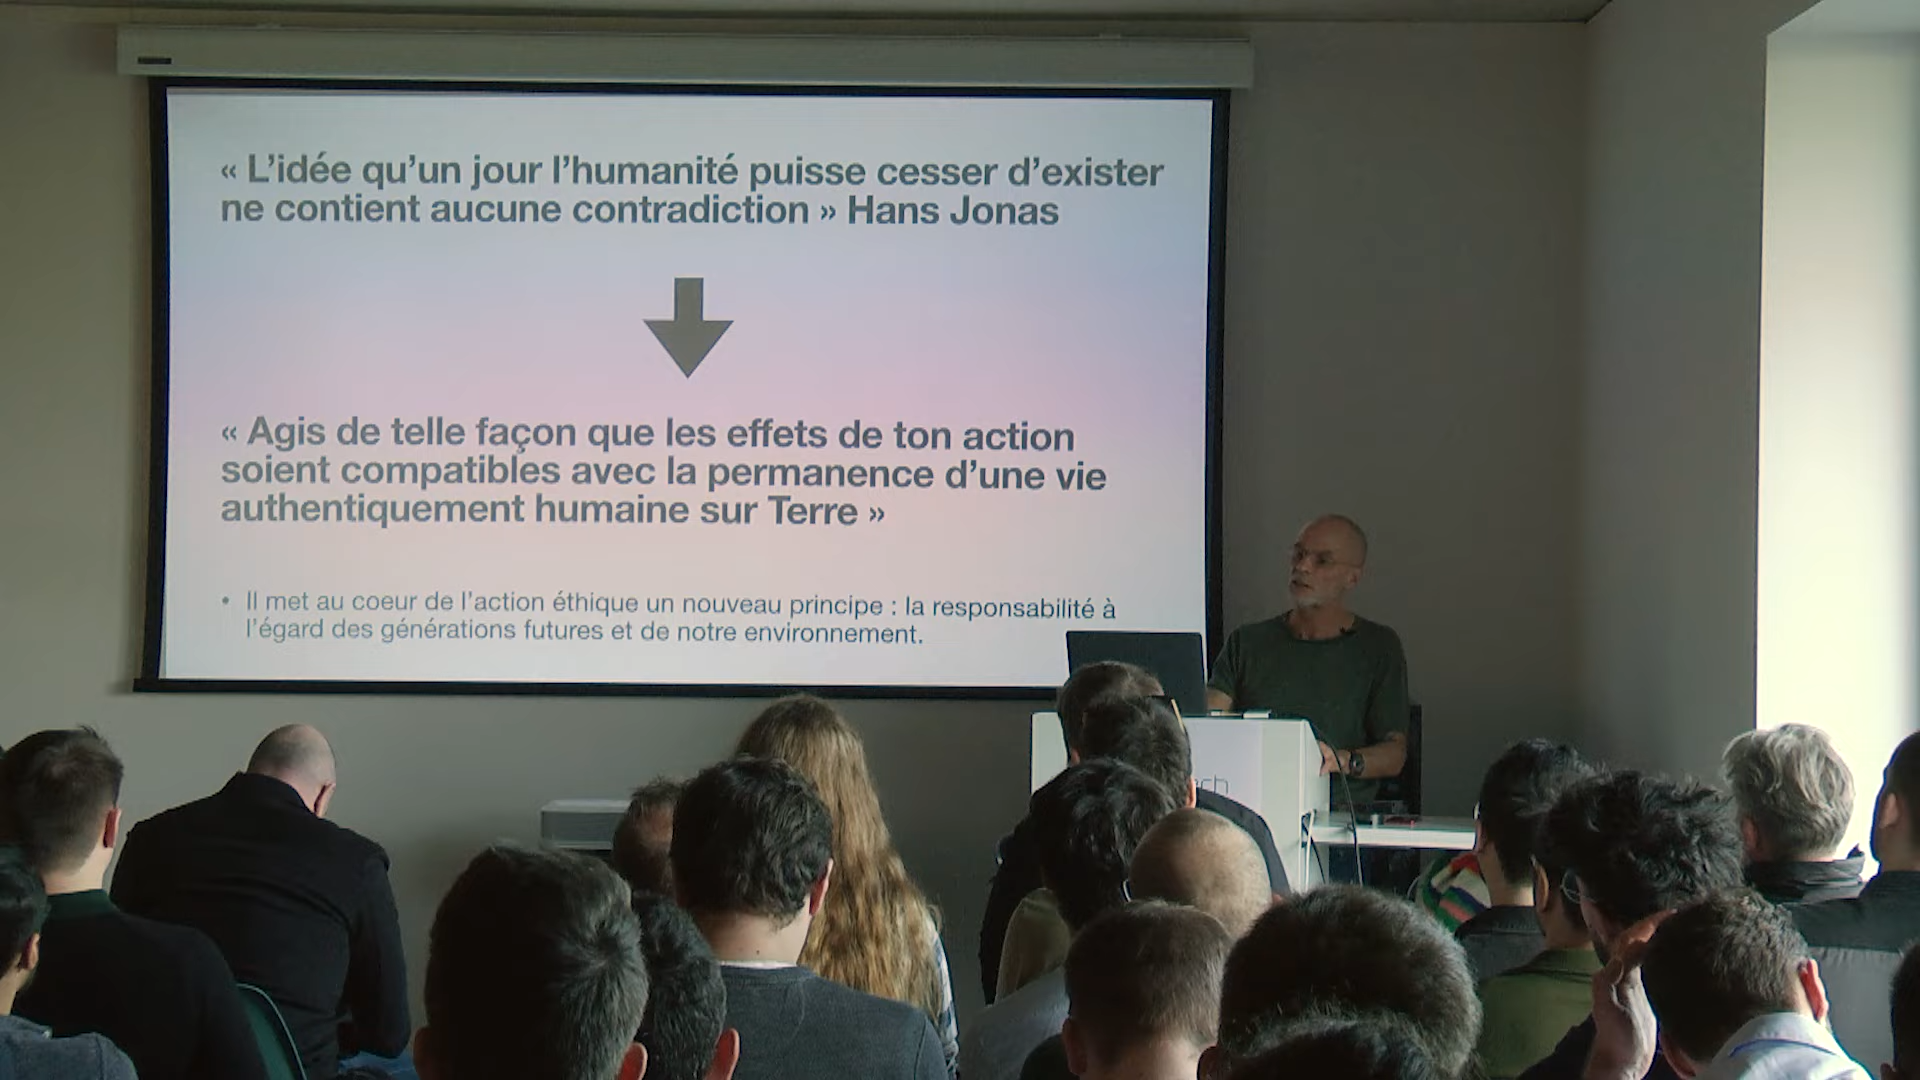 « L’idée qu’un jour l’humanité puisse cesser d’exister
ne contient aucune contradiction » Hans Jonas
« Agis de telle façon que les effets de ton action
soient compatibles avec la permanence d’une vie
authentiquement humaine sur Terre »
• Il met au coeur de l’action éthique un nouveau principe : la responsabilité à
l’égard des générations futures et de notre environnement.